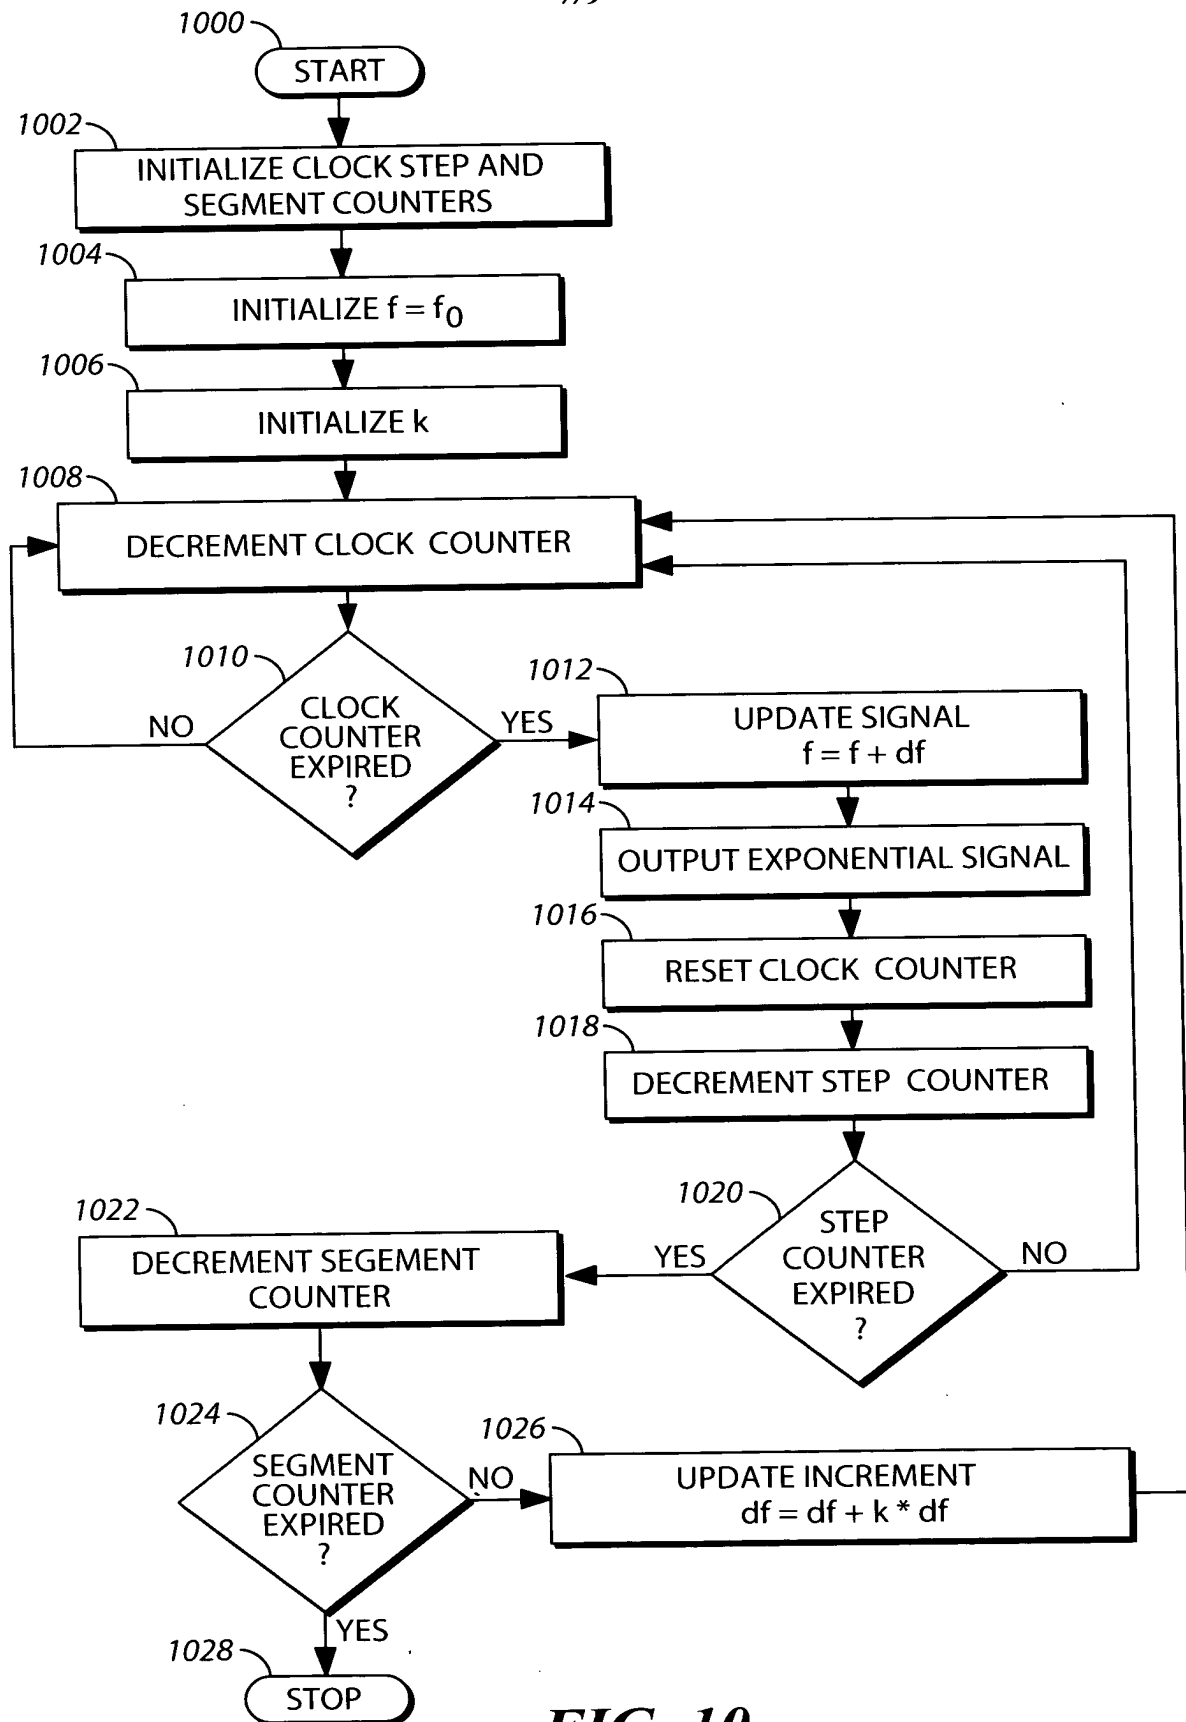 1000
START
1002
INITIALIZE CLOCK STEP AND
SEGMENT COUNTERS
1004
INITIALIZE f = f0
1006
INITIALIZE k
1008
DECREMENT CLOCK COUNTER
1010
CLOCK
COUNTER
EXPIRED
?
NO
YES
1012
UPDATE SIGNAL
f = f + df
1014
OUTPUT EXPONENTIAL SIGNAL
1016
RESET CLOCK COUNTER
1018
DECREMENT STEP COUNTER
1020
STEP
COUNTER
EXPIRED
?
YES
NO
1022
DECREMENT SEGEMENT
COUNTER
1024
SEGMENT
COUNTER
EXPIRED
?
NO
1026
UPDATE INCREMENT
df = df + k * df
YES
1028
STOP
FIG. 10